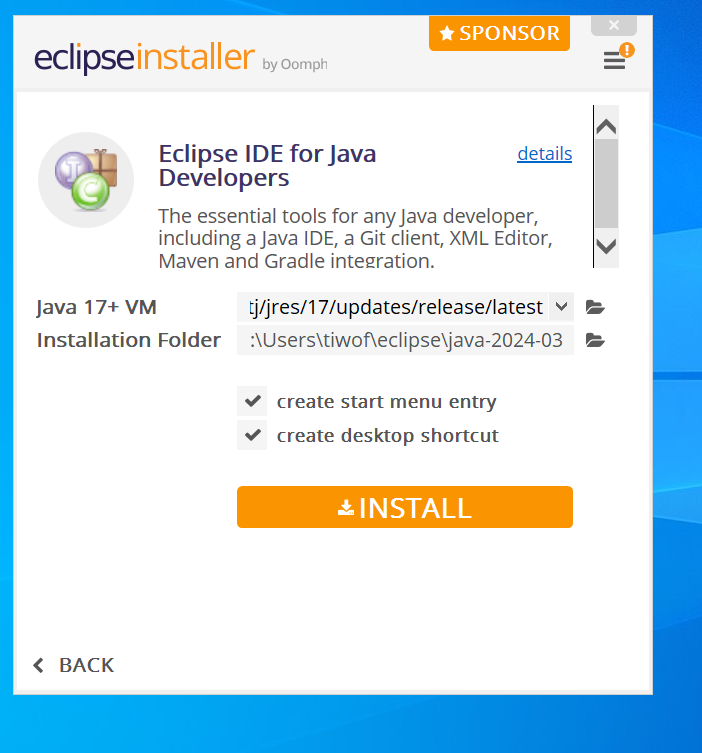 SPONSOR
eclipseinstaller by Oomph
Eclipse IDE for Java
Developers
details
The essential tools for any Java developer,
including a Java IDE, a Git client, XML Editor,
Maven and Gradle integration.
Java 17+ VM
tj/jres/17/updates/release/latest
Installation Folder
:\Users\tiwof\eclipse\java-2024-03
create start menu entry
create desktop shortcut
INSTALL
BACK